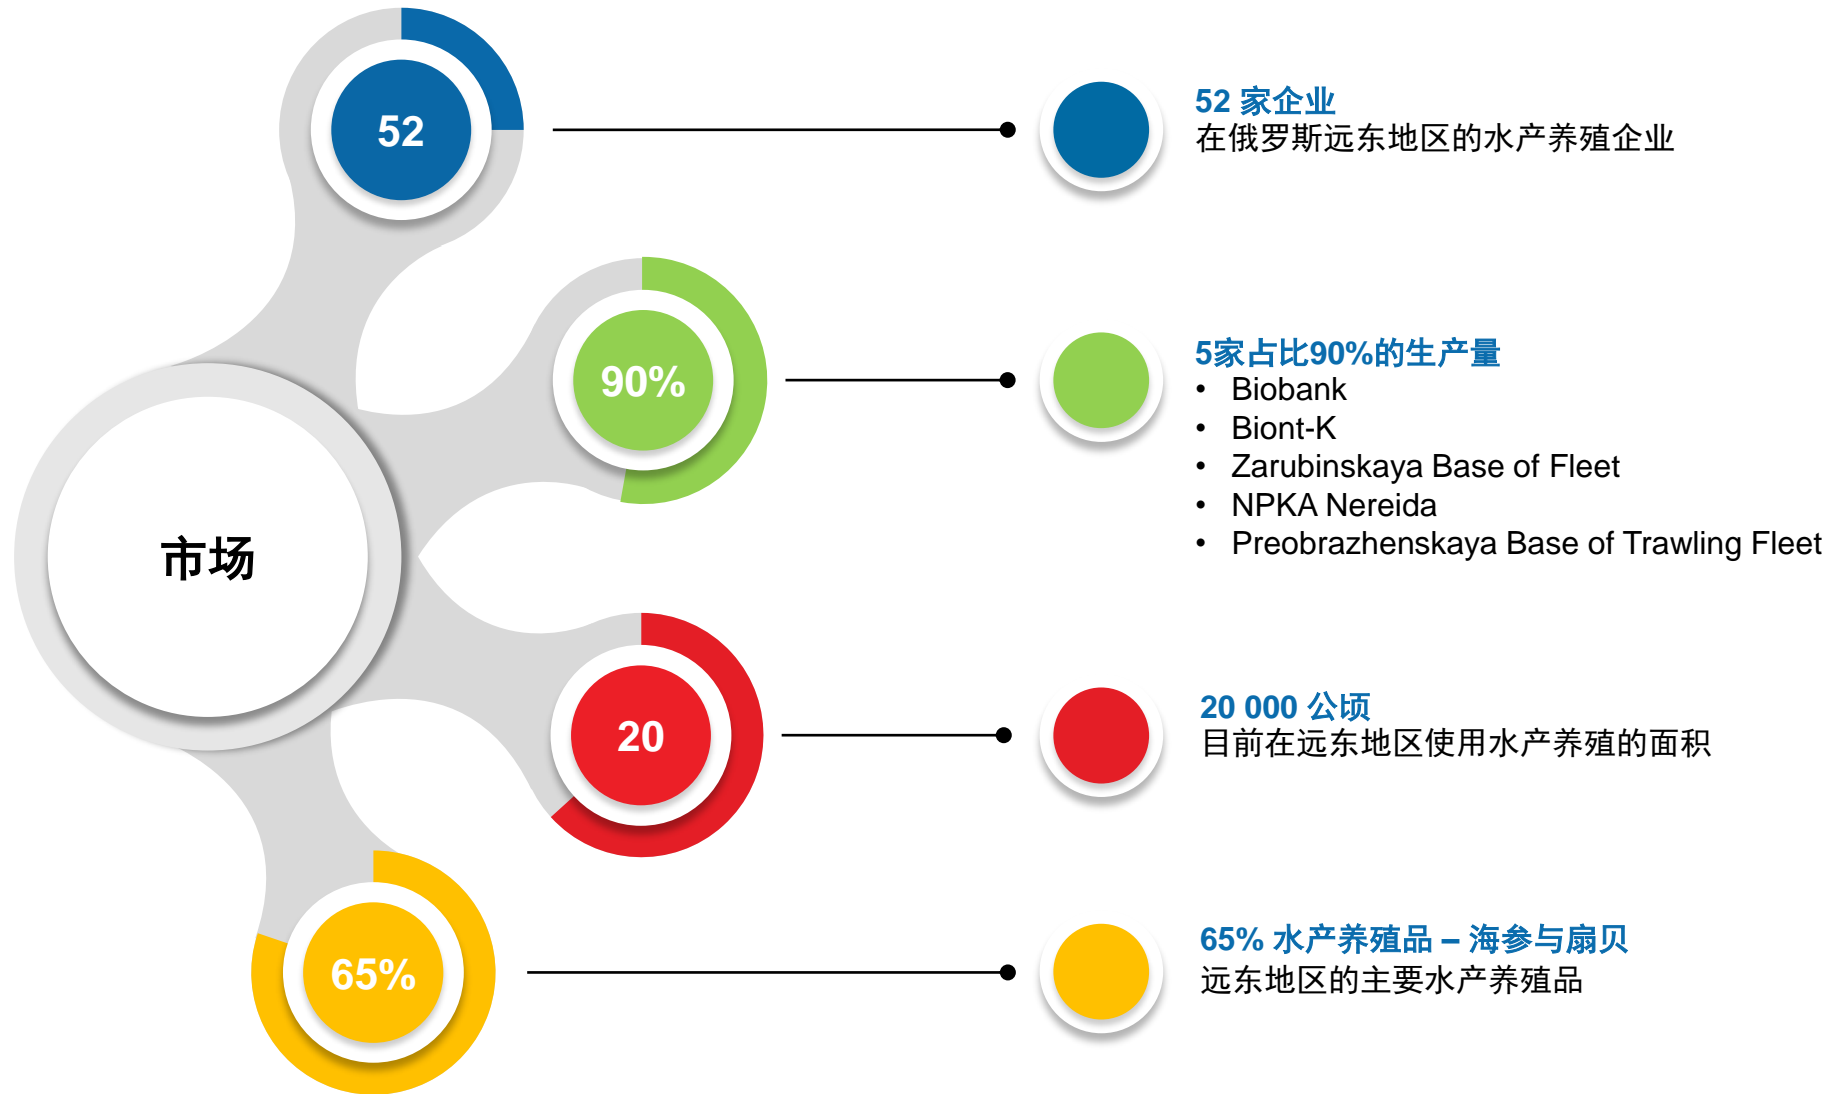 52
52 家企业
在俄罗斯远东地区的水产养殖企业
90%
5家占比90%的生产量
• Biobank
• Biont-K
• Zarubinskaya Base of Fleet
• NPKA Nereida
• Preobrazhenskaya Base of Trawling Fleet
市场
20
20 000 公顷
目前在远东地区使用水产养殖的面积
65%
65% 水产养殖品 – 海参与扇贝
远东地区的主要水产养殖品